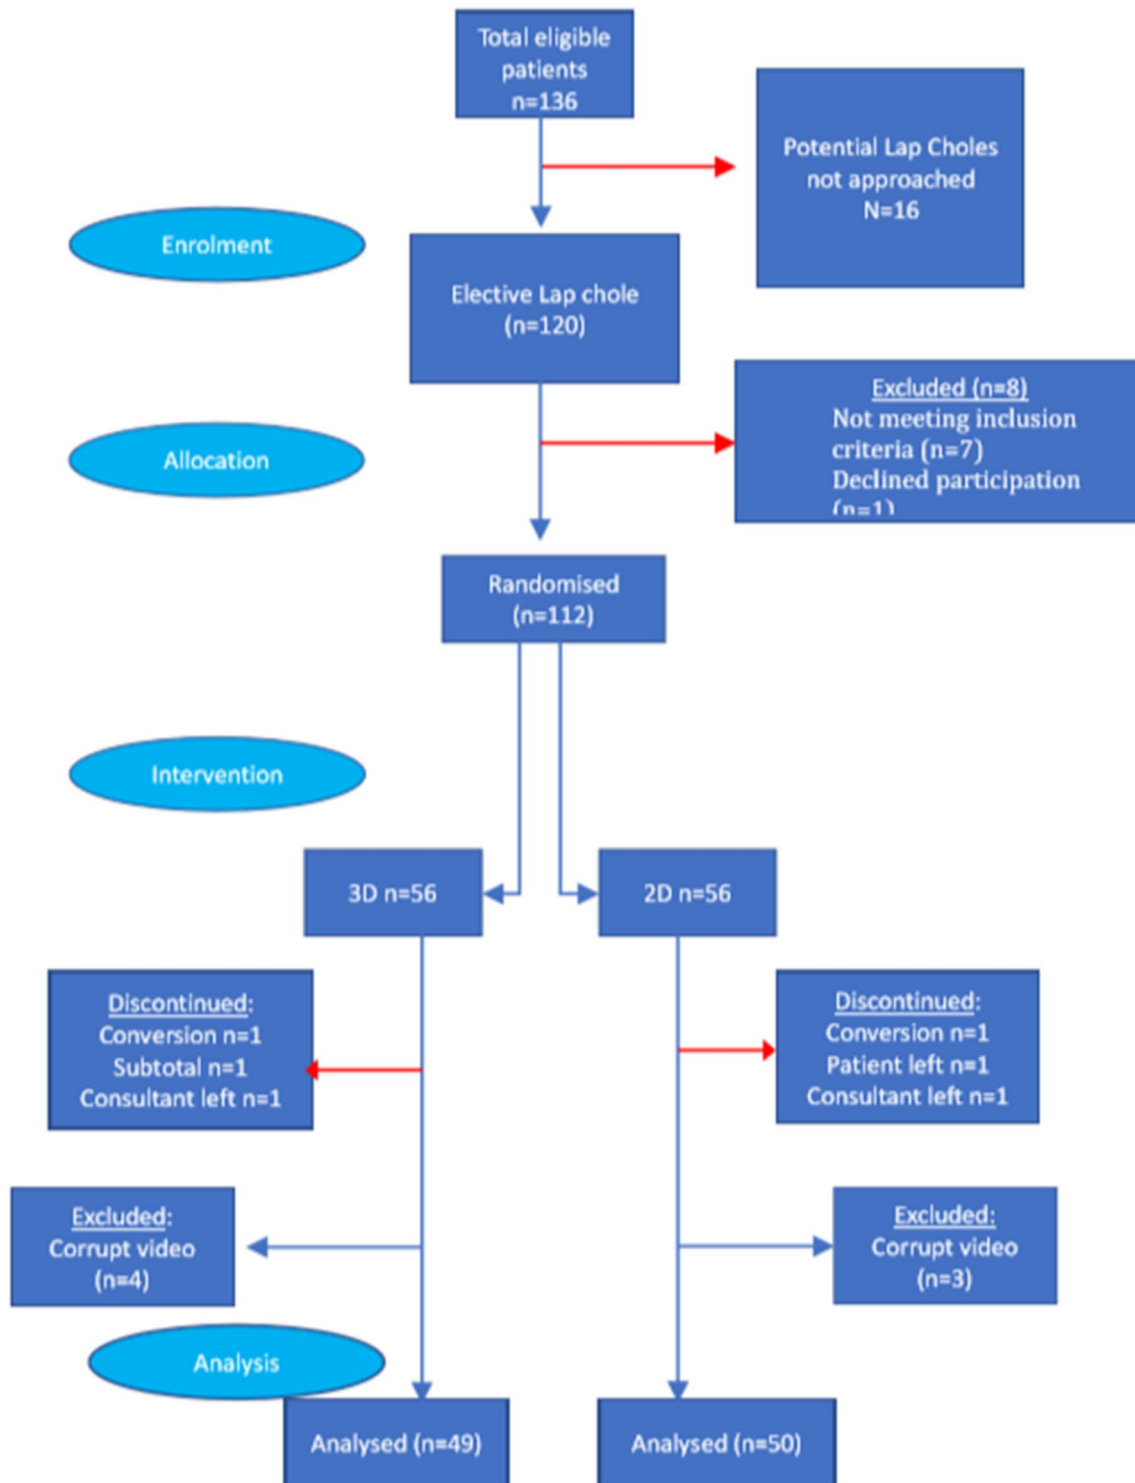 Total eligible
patients
n=136
Potential Lap Choles
not approached
N=16
Enrolment
Elective Lap chole
(n=120)
Excluded (n=8)
Not meeting inclusion
criteria (n=7)
Declined participation
(n=1)
Allocation
Randomised
(n=112)
Intervention
3D n=56
2D n=56
Discontinued:
Conversion n=1
Subtotal n=1
Consultant left n=1
Discontinued:
Conversion n=1
Patient left n=1
Consultant left n=1
Excluded:
Corrupt video
(n=4)
Excluded:
Corrupt video
(n=3)
Analysis
Analysed (n=49)
Analysed (n=50)